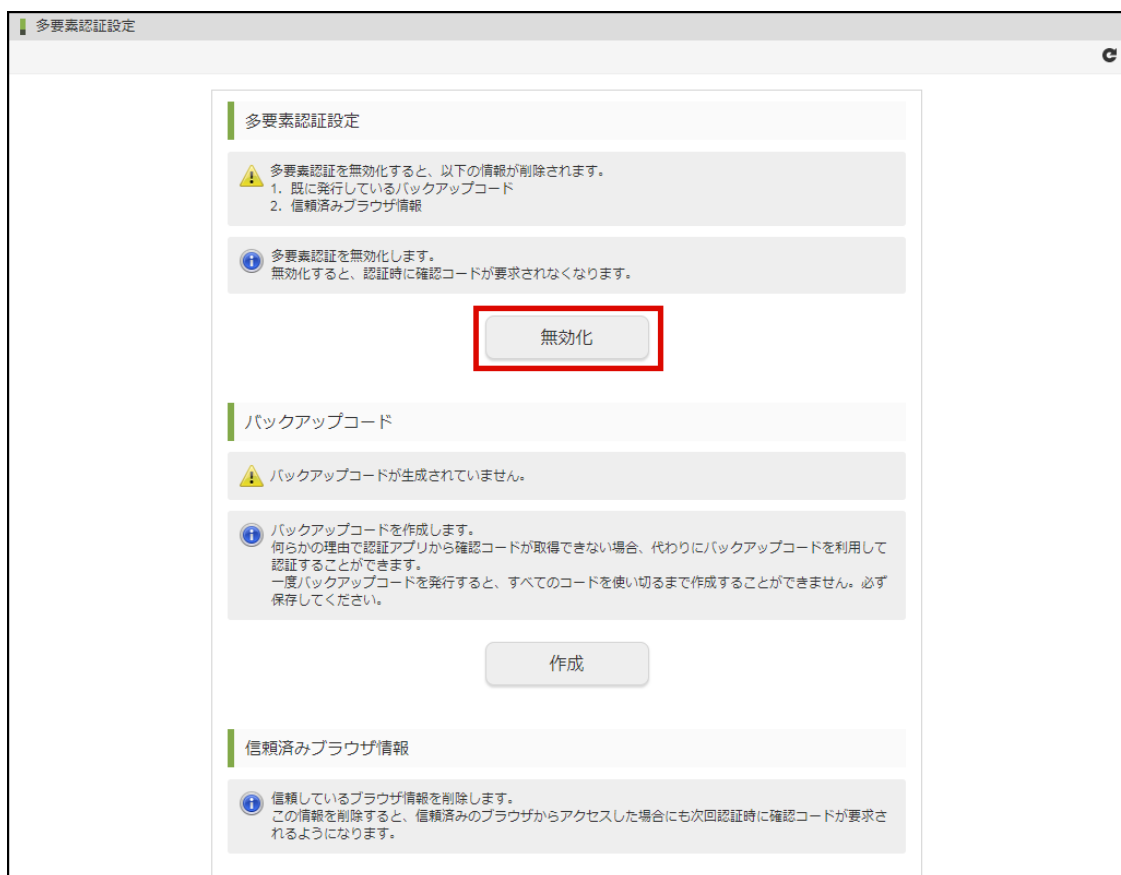 多要素認証設定
多要素認証設定
多要素認証を無効化すると、以下の情報が削除されます。
1. 既に発行しているバックアップコード
2. 信頼済みブラウザ情報
多要素認証を無効化します。
無効化すると、認証時に確認コードが要求されなくなります。
無効化
バックアップコード
バックアップコードが生成されていません。
バックアップコードを作成します。
何らかの理由で認証アプリから確認コードが取得できない場合、代わりにバックアップコードを利用して
認証することができます。
一度バックアップコードを発行すると、すべてのコードを使い切るまで作成することができません。必ず
保存してください。
作成
信頼済みブラウザ情報
信頼しているブラウザ情報を削除します。
この情報を削除すると、信頼済みのブラウザからアクセスした場合にも次回認証時に確認コードが要求さ
れるようになります。